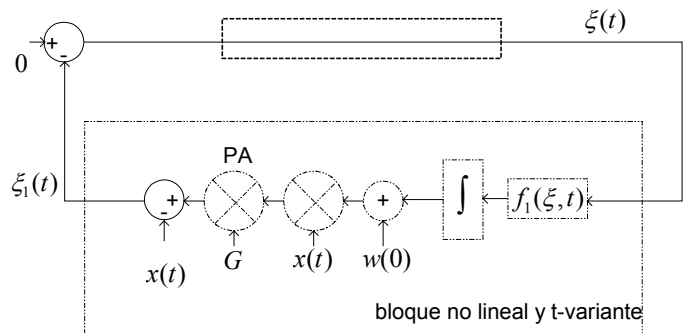 ξ(t)
+
-
0
PA
ξ₁(t)
+
-
+
∫
f₁(ξ,t)
x(t)
G
x(t)
w(0)
bloque no lineal y t-variante